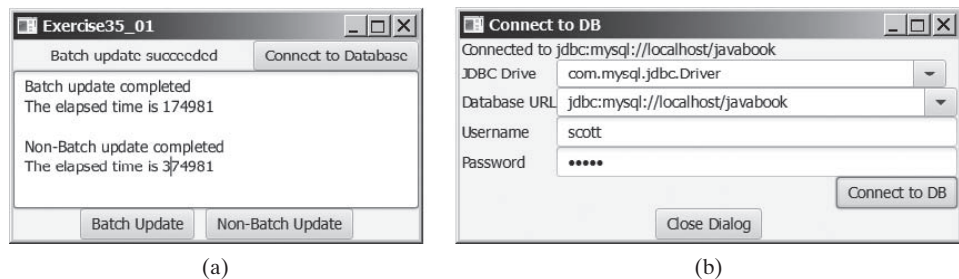 Exercise35_01
Batch update succeeded
Connect to Database
Batch update completed
The elapsed time is 174981
Non-Batch update completed
The elapsed time is 374981
Batch Update
Non-Batch Update
(a)
Connect to DB
Connected to jdbc:mysql://localhost/javabook
JDBC Drive
com.mysql.jdbc.Driver
Database URL
jdbc:mysql://localhost/javabook
Username
scott
Password
•••••
Connect to DB
Close Dialog
(b)